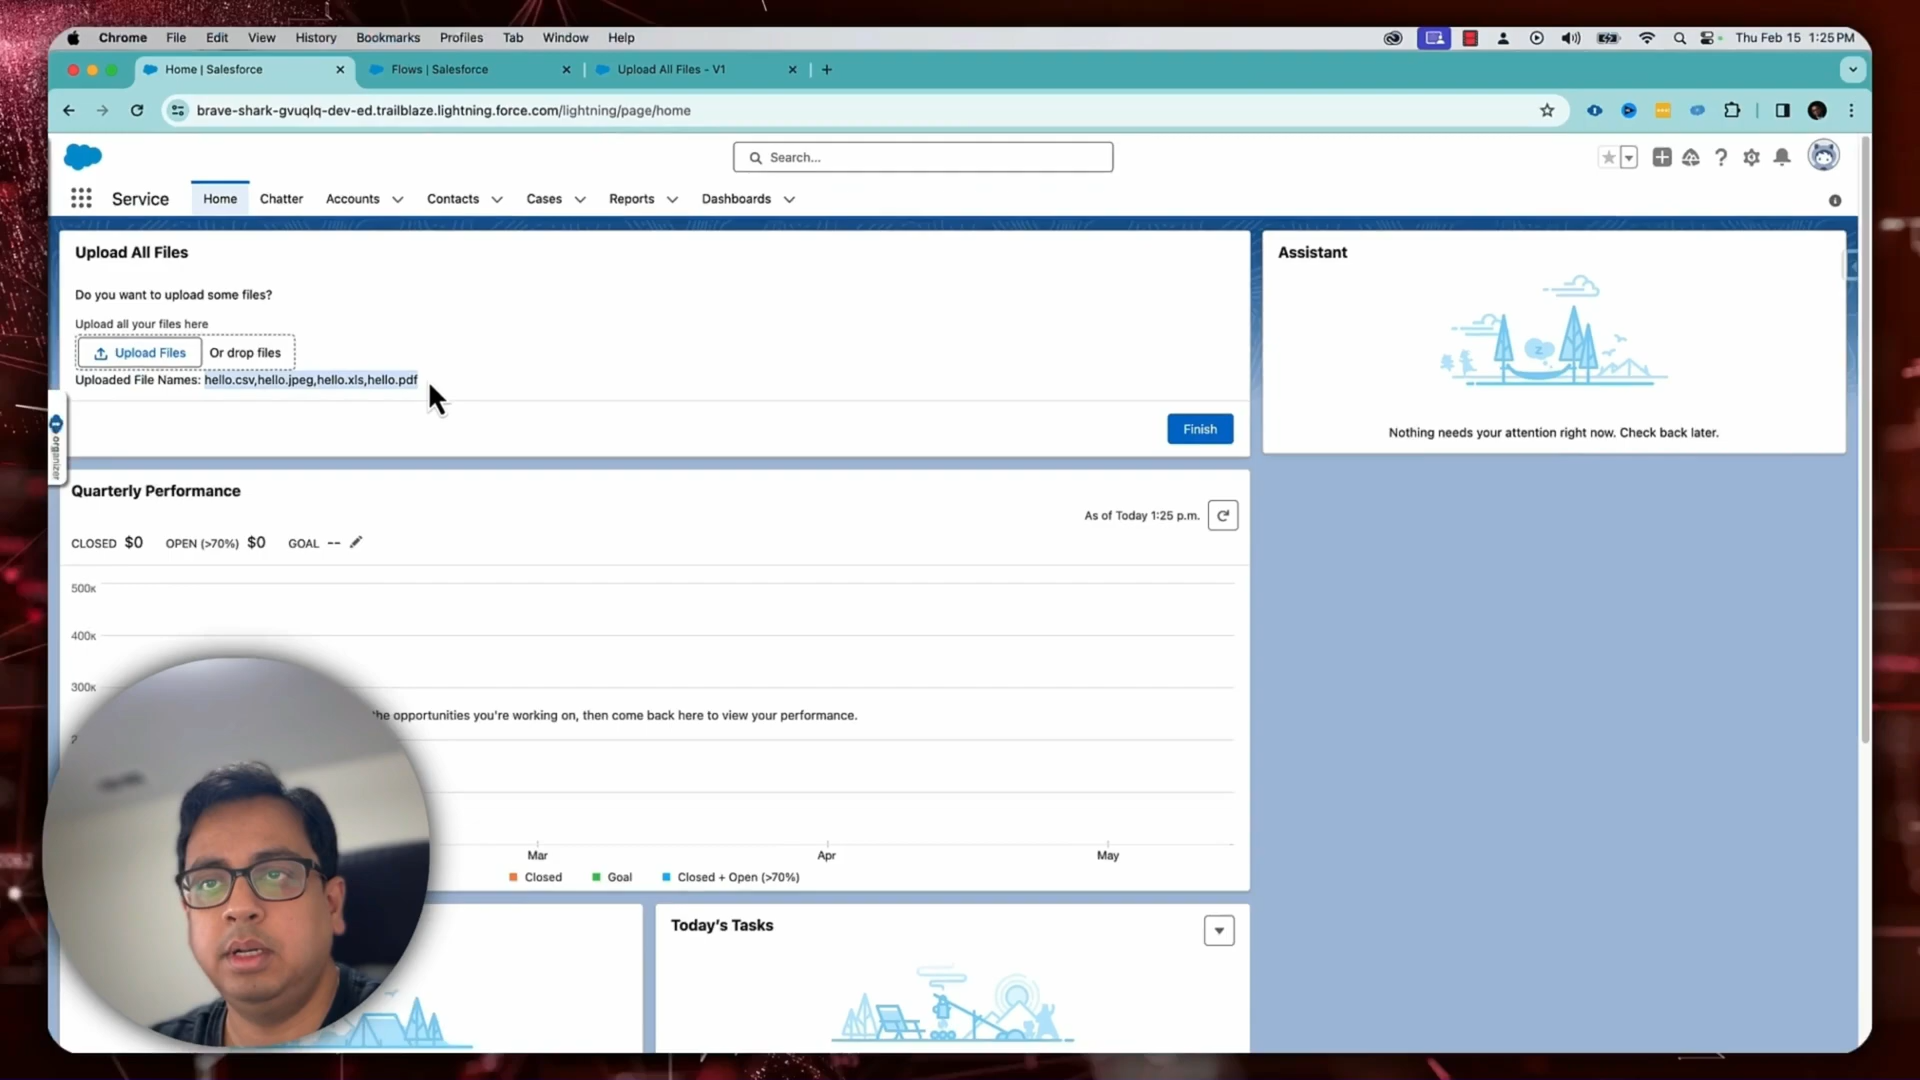 Chrome File Edit View History Bookmarks Profiles Tab Window Help Thu Feb 15 1:25 PM
Home | Salesforce Flows | Salesforce Upload All Files - V1
brave-shark-gvuqlq-dev-ed.trailblaze.lightning.force.com/lightning/page/home
Search...
Service Home Chatter Accounts Contacts Cases Reports Dashboards
Upload All Files
Do you want to upload some files?
Upload all your files here
Upload Files Or drop files
Uploaded File Names: hello.csv,hello.jpeg,hello.xls,hello.pdf
Finish
Assistant
Nothing needs your attention right now. Check back later.
organizer
Quarterly Performance
As of Today 1:25 p.m.
CLOSED $0 OPEN (>70%) $0 GOAL --
500K
400K
300K
the opportunities you're working on, then come back here to view your performance.
2
Mar Apr May
Closed Goal Closed + Open (>70%)
Today's Tasks